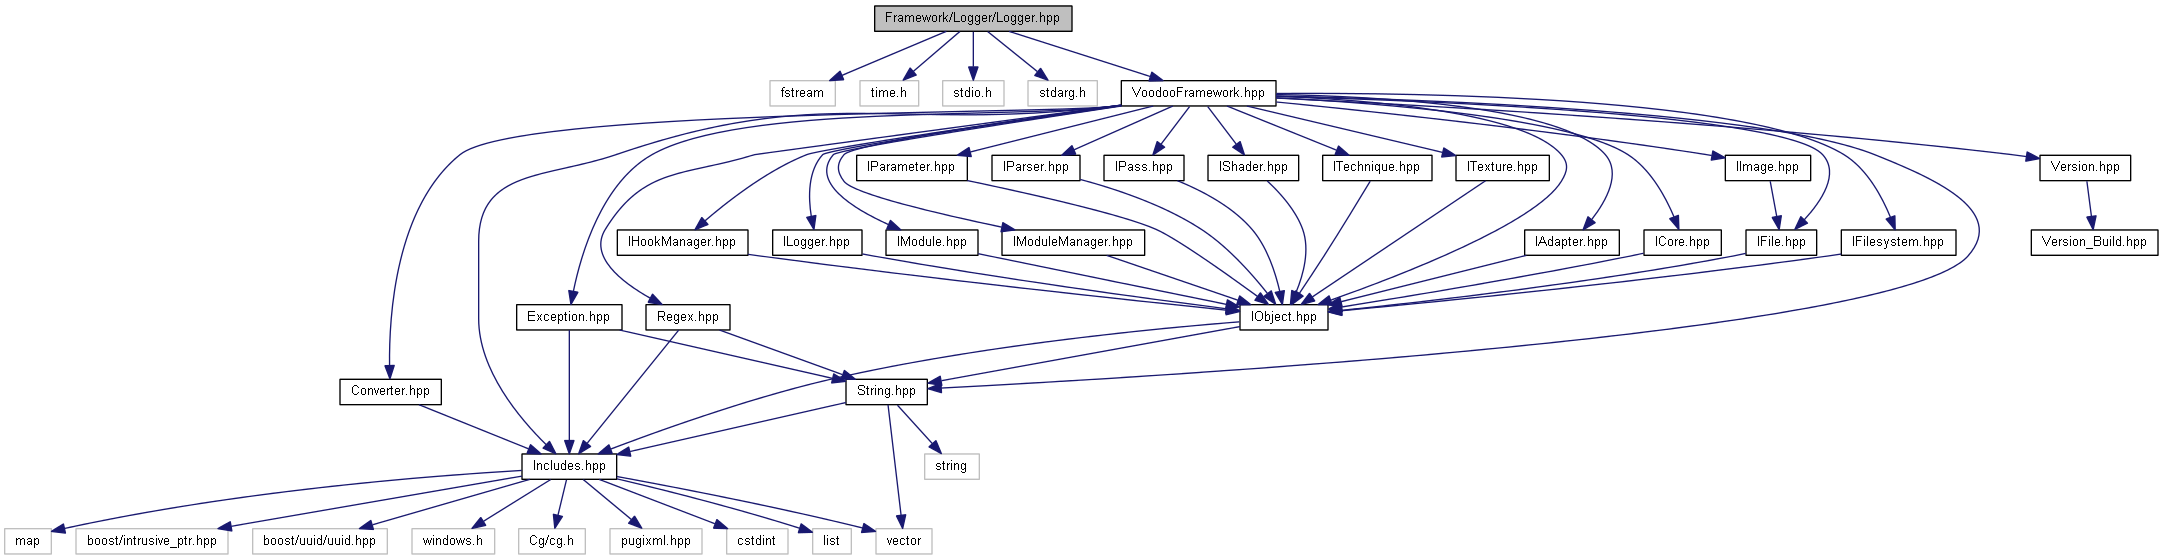 Framework/Logger/Logger.hpp
fstream
time.h
stdio.h
stdarg.h
VoodooFramework.hpp
IParameter.hpp
IParser.hpp
IPass.hpp
IShader.hpp
ITechnique.hpp
ITexture.hpp
IImage.hpp
Version.hpp
IHookManager.hpp
ILogger.hpp
IModule.hpp
IModuleManager.hpp
IAdapter.hpp
ICore.hpp
IFile.hpp
IFilesystem.hpp
Version_Build.hpp
Exception.hpp
Regex.hpp
IObject.hpp
Converter.hpp
String.hpp
Includes.hpp
string
map
boost/intrusive_ptr.hpp
boost/uuid/uuid.hpp
windows.h
Cg/cg.h
pugixml.hpp
cstdint
list
vector